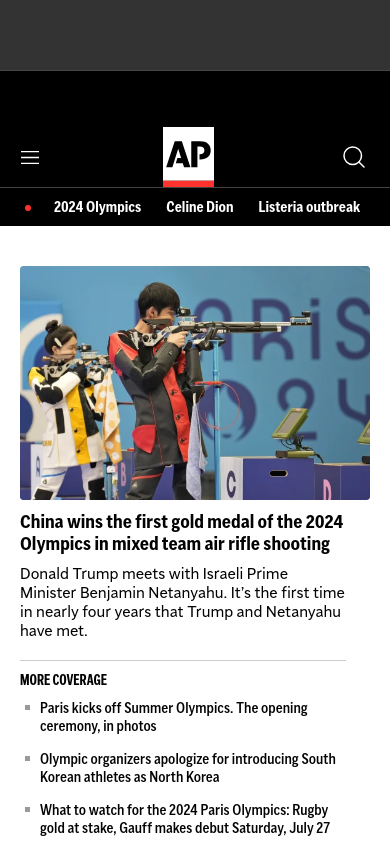 AP
2024 Olympics Celine Dion Listeria outbreak
PARIS
2024
C
D
China wins the first gold medal of the 2024
Olympics in mixed team air rifle shooting
Donald Trump meets with Israeli Prime
Minister Benjamin Netanyahu. It’s the first time
in nearly four years that Trump and Netanyahu
have met.
MORE COVERAGE
Paris kicks off Summer Olympics. The opening
ceremony, in photos
Olympic organizers apologize for introducing South
Korean athletes as North Korea
What to watch for the 2024 Paris Olympics: Rugby
gold at stake, Gauff makes debut Saturday, July 27